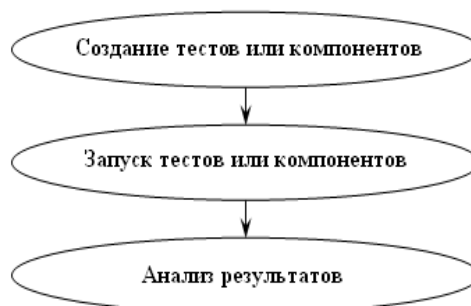 Создание тестов или компонентов
Запуск тестов или компонентов
Анализ результатов